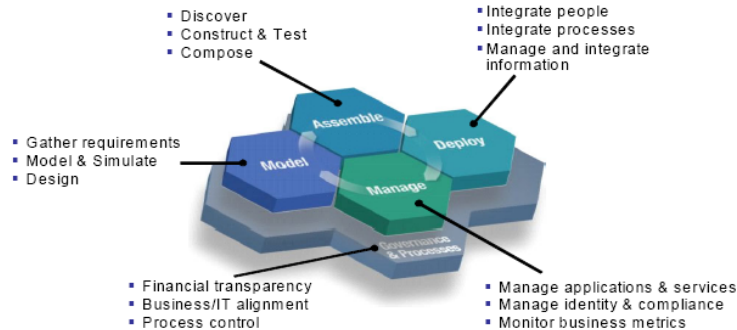 Discover
Construct & Test
Compose
Integrate people
Integrate processes
Manage and integrate
information
Assemble
Deploy
Gather requirements
Model & Simulate
Design
Model
Manage
Governance
& Processes
Financial transparency
Business/IT alignment
Process control
Manage applications & services
Manage identity & compliance
Monitor business metrics